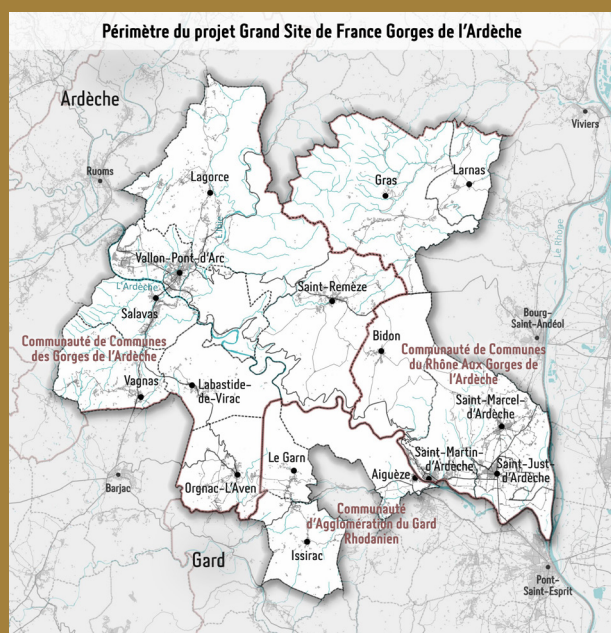 Périmètre du projet Grand Site de France Gorges de l'Ardèche
Ardèche
Viviers
Ruoms
Lagorce
Gras
Larnas
L'Ibie
Le Rhône
Vallon-Pont-d'Arc
L'Ardèche
Saint-Remèze
Salavas
Bourg-
Saint-Andéol
Communauté de Communes
des Gorges de l'Ardèche
Bidon
Communauté de Communes
du Rhône Aux Gorges de
l'Ardèche
Vagnas
Labastide-
de-Virac
Saint-Marcel-
d'Ardèche
Le Garn
Saint-Martin-
d'Ardèche
Saint-Just-
d'Ardèche
Barjac
Orgnac-L'Aven
Aiguèze
Communauté
d'Agglomération du Gard
Rhodanien
Issirac
Gard
Pont-
Saint-Esprit